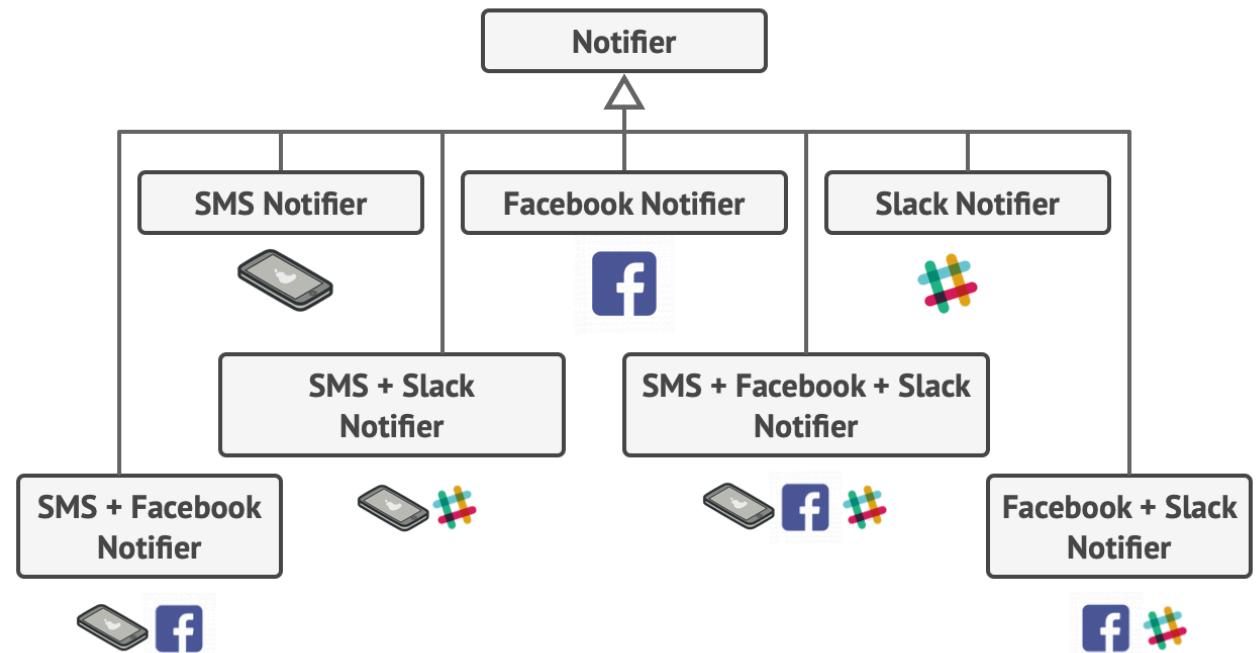 Notifier
SMS Notifier
Facebook Notifier
Slack Notifier
SMS + Slack
Notifier
SMS + Facebook + Slack
Notifier
SMS + Facebook
Notifier
Facebook + Slack
Notifier